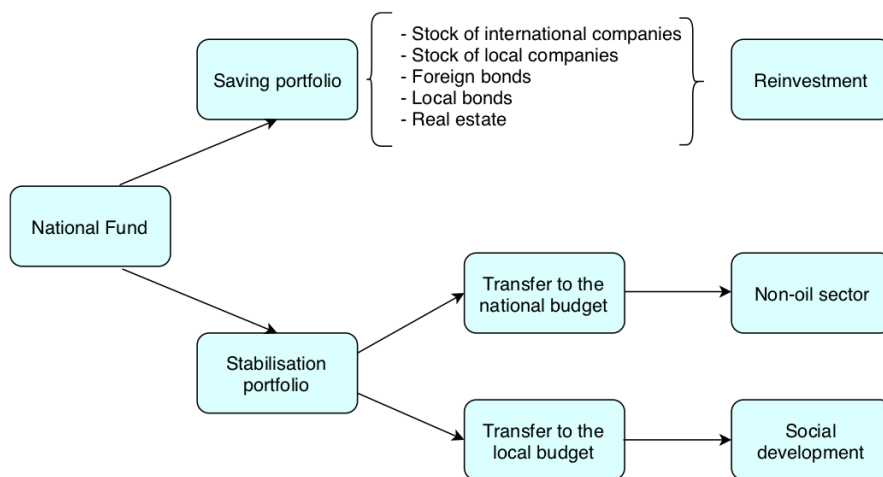 Saving portfolio
- Stock of international companies
- Stock of local companies
- Foreign bonds
- Local bonds
- Real estate
Reinvestment
National Fund
Transfer to the
national budget
Non-oil sector
Stabilisation
portfolio
Transfer to the
local budget
Social
development